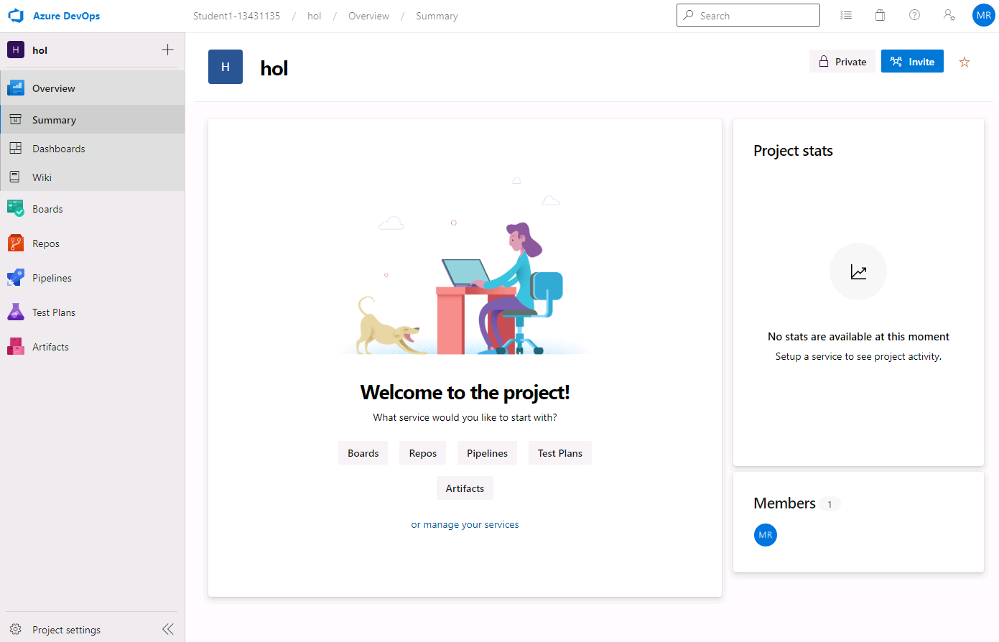 Azure DevOps
Student1-13431135 / hol / Overview / Summary
Search
MR
H hol
Overview
Summary
Dashboards
Wiki
Boards
Repos
Pipelines
Test Plans
Artifacts
Project settings
H hol
Private
Invite
Welcome to the project!
What service would you like to start with?
Boards Repos Pipelines Test Plans
Artifacts
or manage your services
Project stats
No stats are available at this moment
Setup a service to see project activity.
Members 1
MR